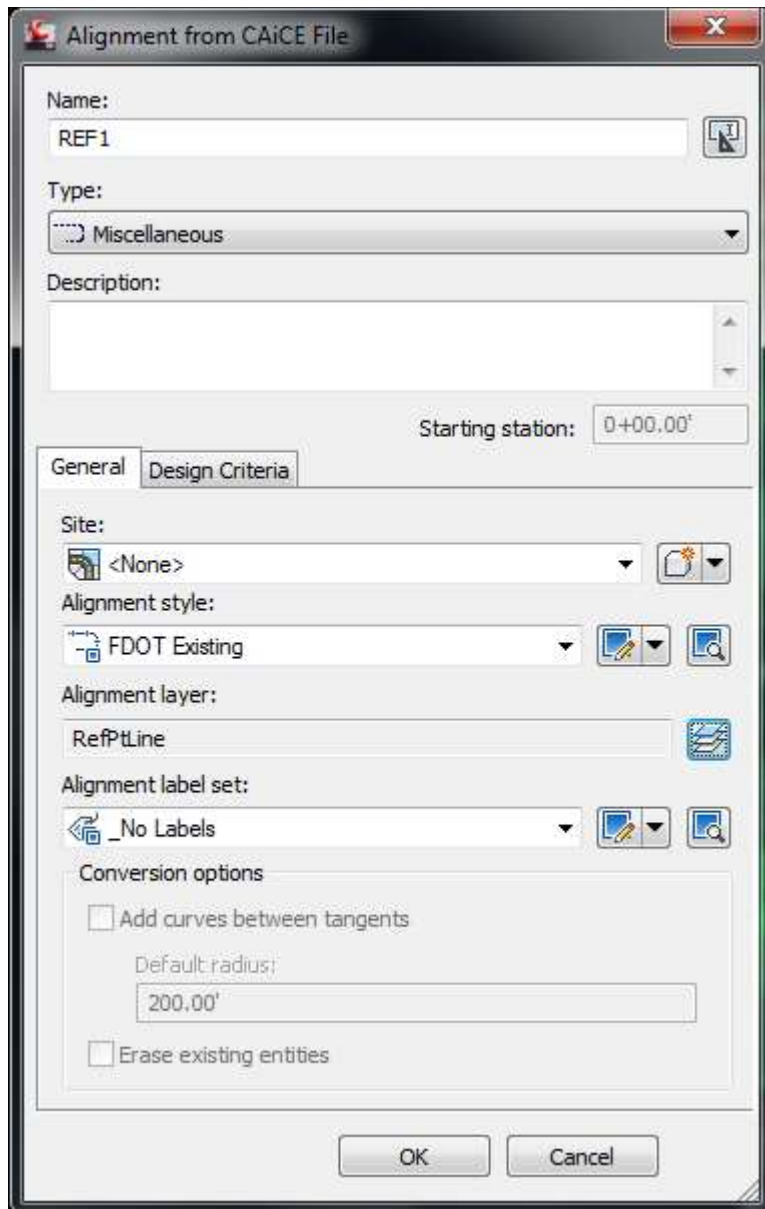 Alignment from CAiCE File
Name:
REF1
Type:
Miscellaneous
Description:
Starting station: 0+00.00'
General Design Criteria
Site:
<None>
Alignment style:
FDOT Existing
Alignment layer:
RefPtLine
Alignment label set:
_No Labels
Conversion options
Add curves between tangents
Default radius:
200.00'
Erase existing entities
OK Cancel